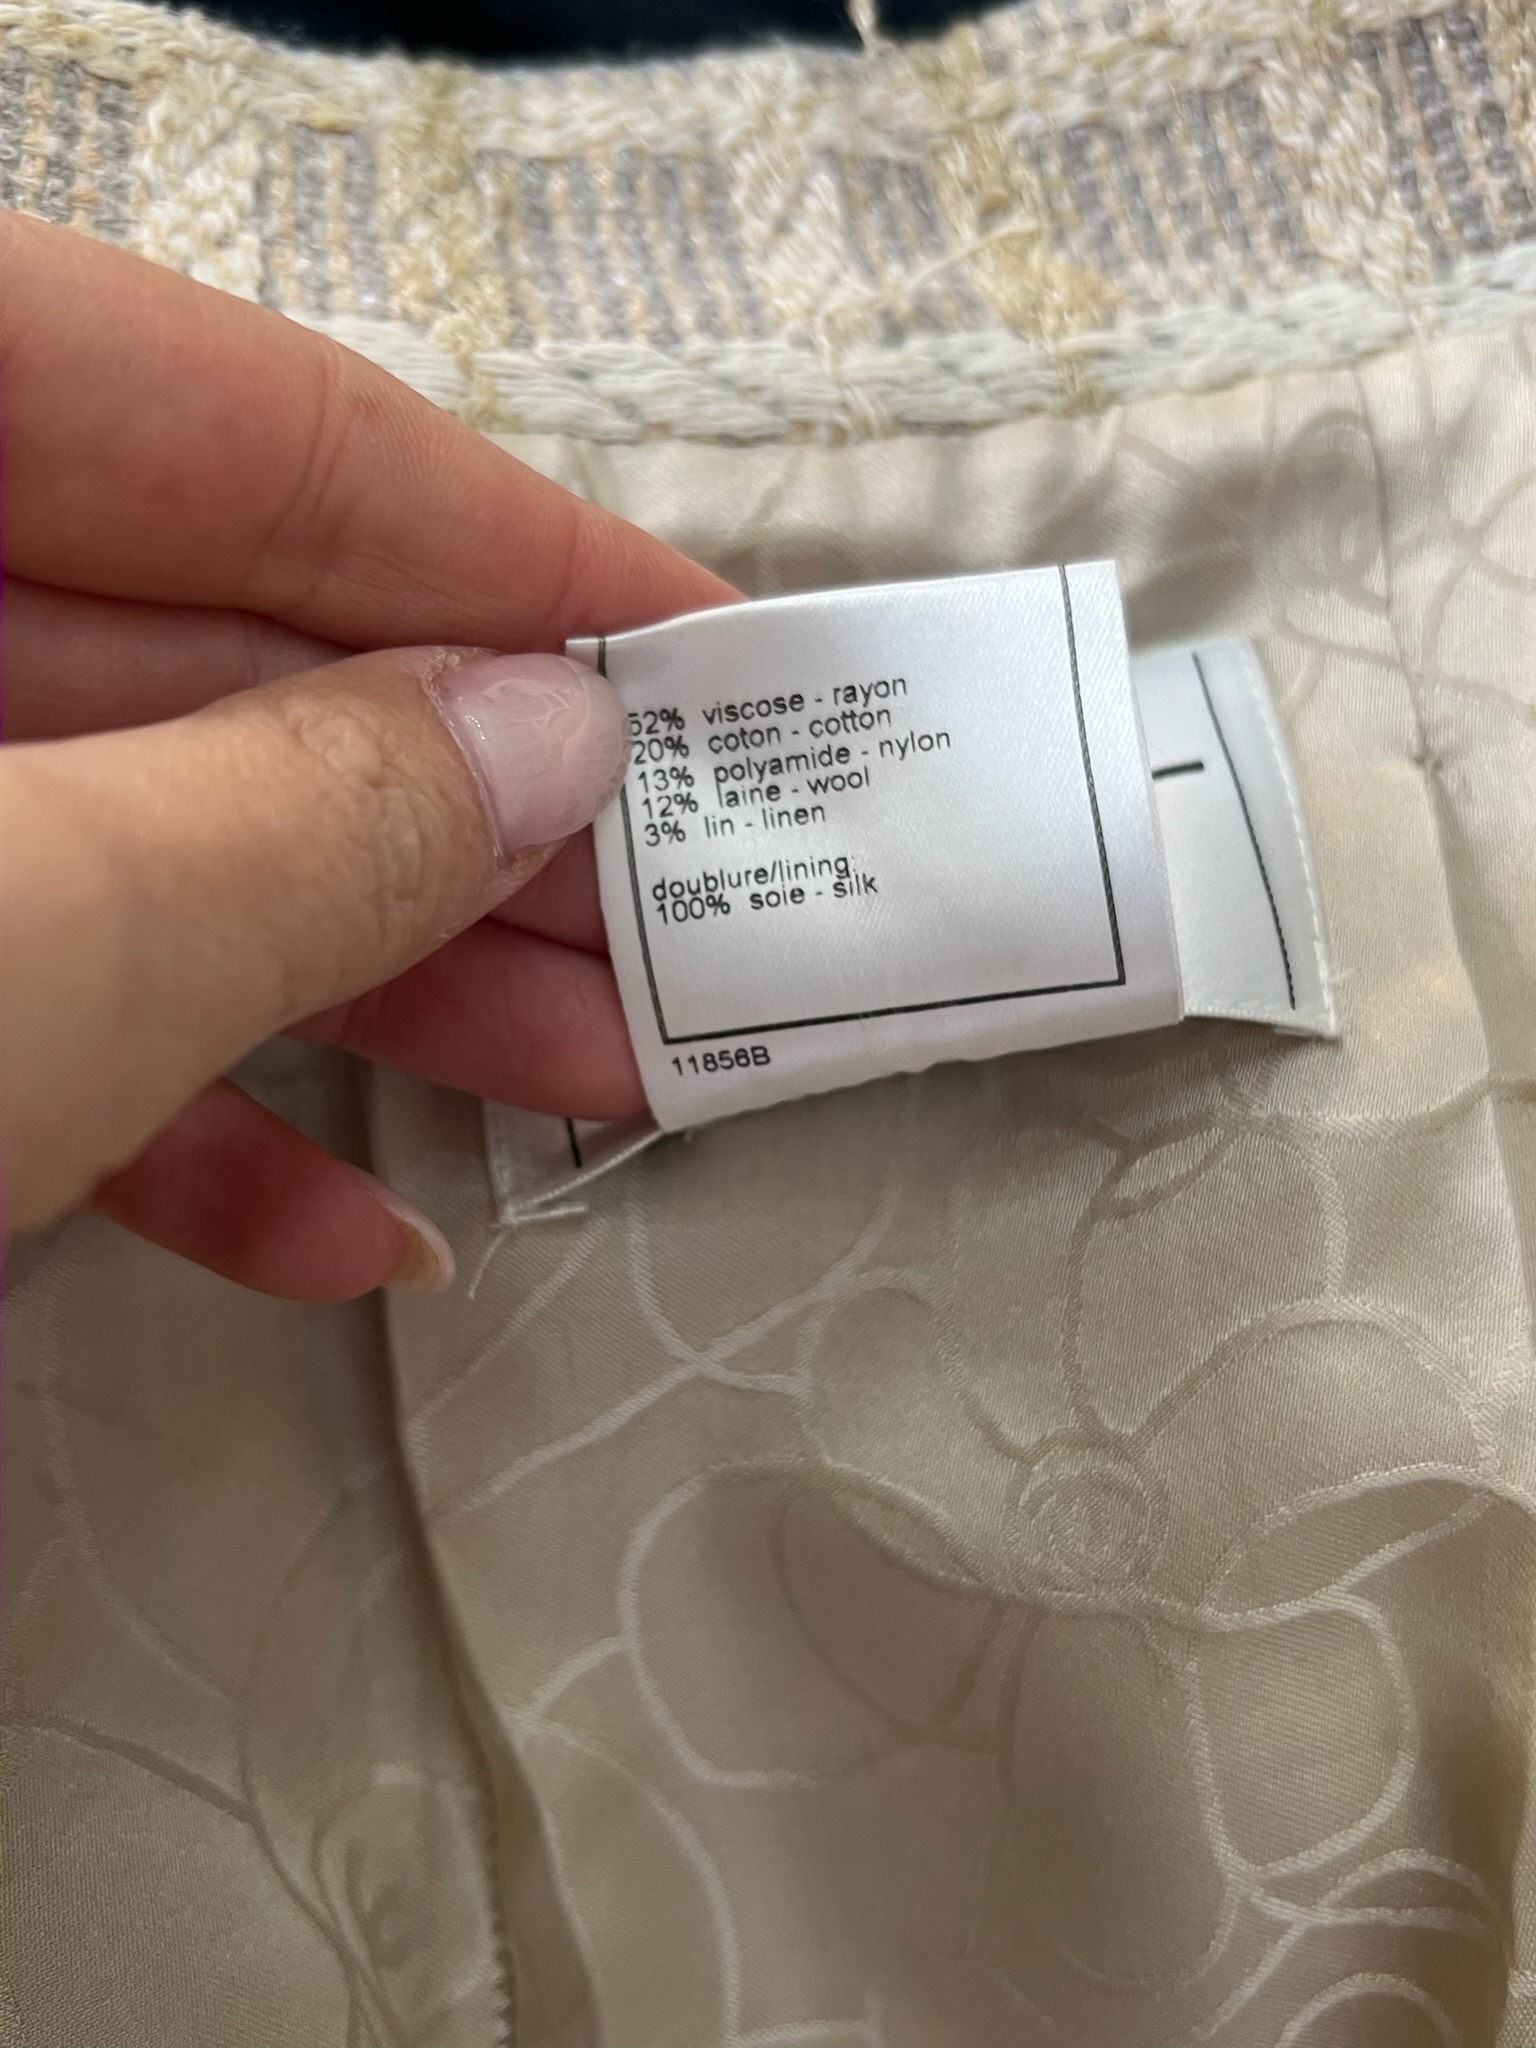 52% viscose - rayon
20% coton - cotton
13% polyamide - nylon
12% laine - wool
3% lin - linen
doublure/lining:
100% soie - silk
11856B